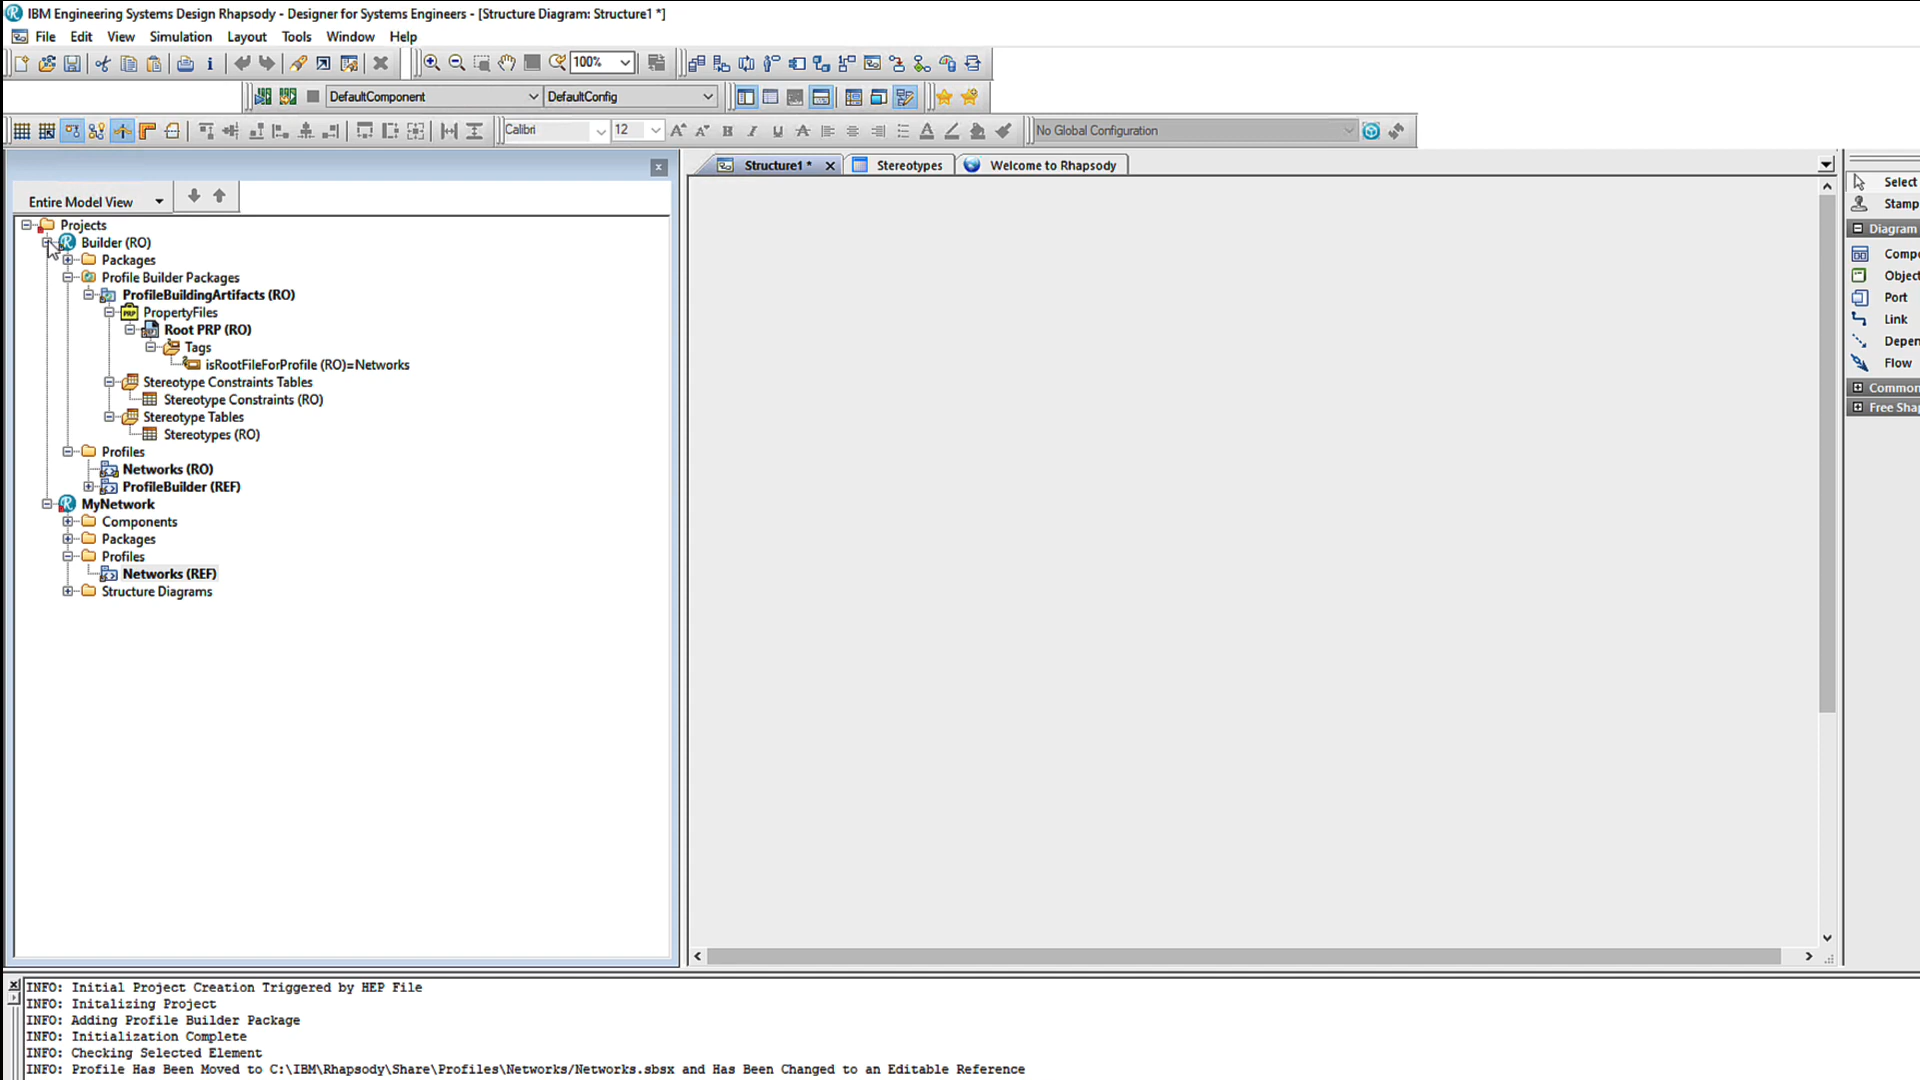 IBM Engineering Systems Design Rhapsody - Designer for Systems Engineers - [Structure Diagram: Structure1 *]
File Edit View Simulation Layout Tools Window Help
100%
DefaultComponent DefaultConfig
Calibri 12 No Global Configuration
Structure1 * Stereotypes Welcome to Rhapsody
Entire Model View
Projects
Builder (RO)
Packages
Profile Builder Packages
ProfileBuildingArtifacts (RO)
PropertyFiles
Root PRP (RO)
Tags
isRootFileForProfile (RO)=Networks
Stereotype Constraints Tables
Stereotype Constraints (RO)
Stereotype Tables
Stereotypes (RO)
Profiles
Networks (RO)
ProfileBuilder (REF)
MyNetwork
Components
Packages
Profiles
Networks (REF)
Structure Diagrams
Select
Stamp
Diagram
Compo
Object
Port
Link
Depen
Flow
Common
Free Shap
INFO: Initial Project Creation Triggered by HEP File
INFO: Initalizing Project
INFO: Adding Profile Builder Package
INFO: Initialization Complete
INFO: Checking Selected Element
INFO: Profile Has Been Moved to C:\IBM\Rhapsody\Share\Profiles\Networks/Networks.sbsx and Has Been Changed to an Editable Reference